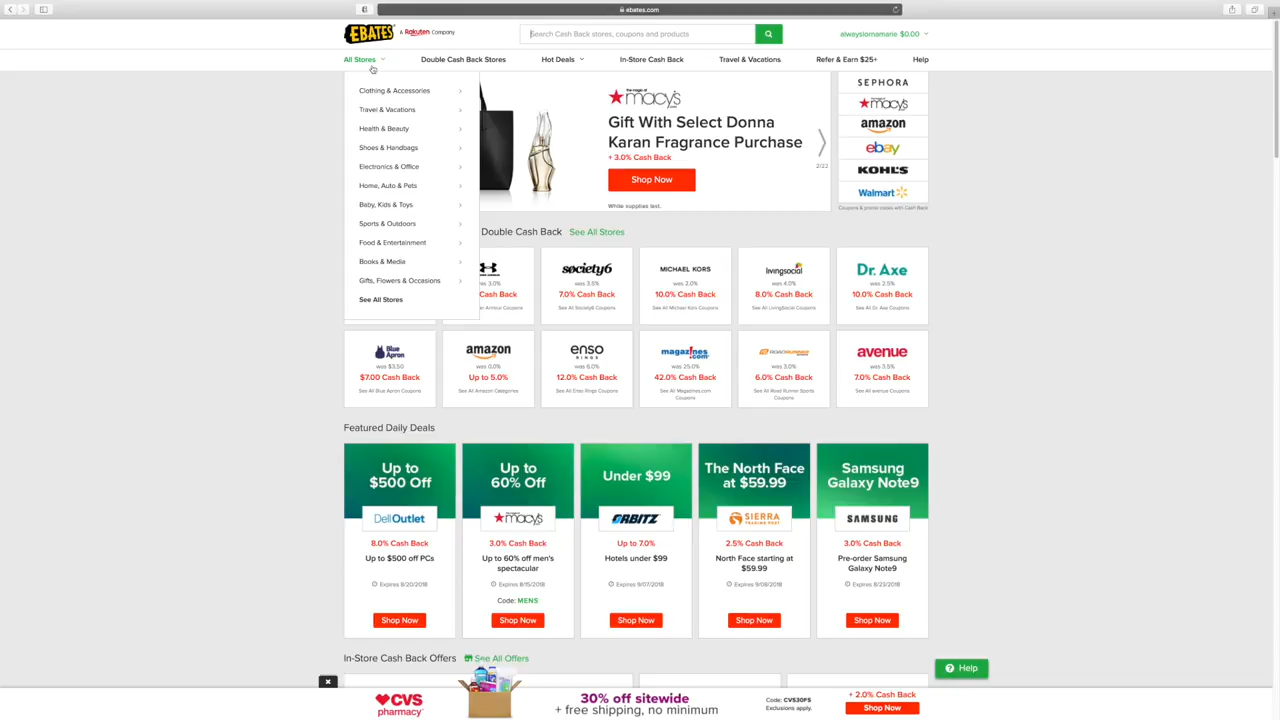 ebates.com
EBATES
A Rakuten Company
Search Cash Back stores, coupons and products
alwayslornamarie $0.00
All Stores
Double Cash Back Stores
Hot Deals
In-Store Cash Back
Travel & Vacations
Refer & Earn $25+
Help
Clothing & Accessories
Travel & Vacations
Health & Beauty
Shoes & Handbags
Electronics & Office
Home, Auto & Pets
Baby, Kids & Toys
Sports & Outdoors
Food & Entertainment
Books & Media
Gifts, Flowers & Occasions
See All Stores
the magic of
macy's
Gift With Select Donna
Karan Fragrance Purchase
+ 3.0% Cash Back
Shop Now
While supplies last.
2/22
SEPHORA
macy's
amazon
ebay
KOHL'S
Walmart
Coupons & promo codes with Cash Back
Double Cash Back See All Stores
was 3.0%
Cash Back
er Armour Coupons
society6
was 3.5%
7.0% Cash Back
See All Society6 Coupons
MICHAEL KORS
was 2.0%
10.0% Cash Back
See All Michael Kors Coupons
livingsocial
was 4.0%
8.0% Cash Back
See All LivingSocial Coupons
Dr. Axe
was 2.5%
10.0% Cash Back
See All Dr. Axe Coupons
Blue
Apron
was $3.50
$7.00 Cash Back
See All Blue Apron Coupons
amazon
was 0.0%
Up to 5.0%
See All Amazon Categories
enso
RINGS
was 6.0%
12.0% Cash Back
See All Enso Rings Coupons
magazines.com
was 25.0%
42.0% Cash Back
See All Magazines.com
Coupons
ROADRUNNER
was 3.0%
6.0% Cash Back
See All Road Runner Sports
Coupons
avenue
was 3.5%
7.0% Cash Back
See All avenue Coupons
Featured Daily Deals
Up to
$500 Off
DellOutlet
8.0% Cash Back
Up to $500 off PCs
Expires 8/20/2018
Shop Now
Up to
60% Off
macy's
3.0% Cash Back
Up to 60% off men's
spectacular
Expires 8/15/2018
Code: MENS
Shop Now
Under $99
ORBITZ
Up to 7.0%
Hotels under $99
Expires 9/07/2018
Shop Now
The North Face
at $59.99
SIERRA
TRADING POST
2.5% Cash Back
North Face starting at
$59.99
Expires 9/08/2018
Shop Now
Samsung
Galaxy Note9
SAMSUNG
3.0% Cash Back
Pre-order Samsung
Galaxy Note9
Expires 8/23/2018
Shop Now
In-Store Cash Back Offers See All Offers
Help
CVS
pharmacy
30% off sitewide
+ free shipping, no minimum
Code: CVS30FS
Exclusions apply.
+ 2.0% Cash Back
Shop Now